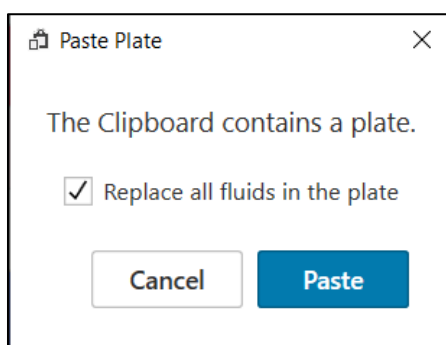 Paste Plate
The Clipboard contains a plate.
Replace all fluids in the plate
Cancel
Paste